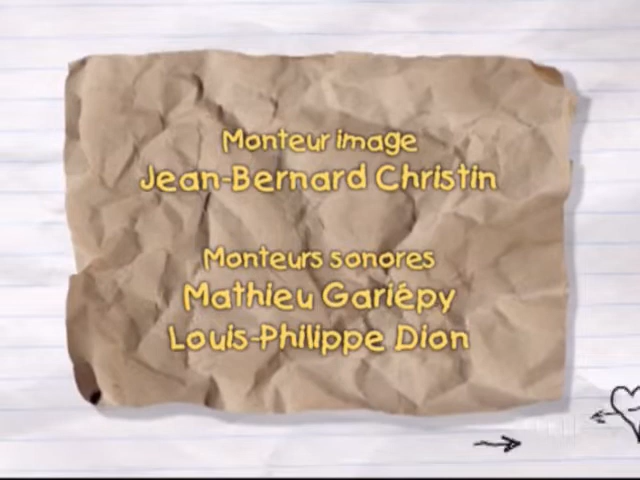 Monteur image
Jean-Bernard Christin
Monteurs sonores
Mathieu Gariépy
Louis-Philippe Dion